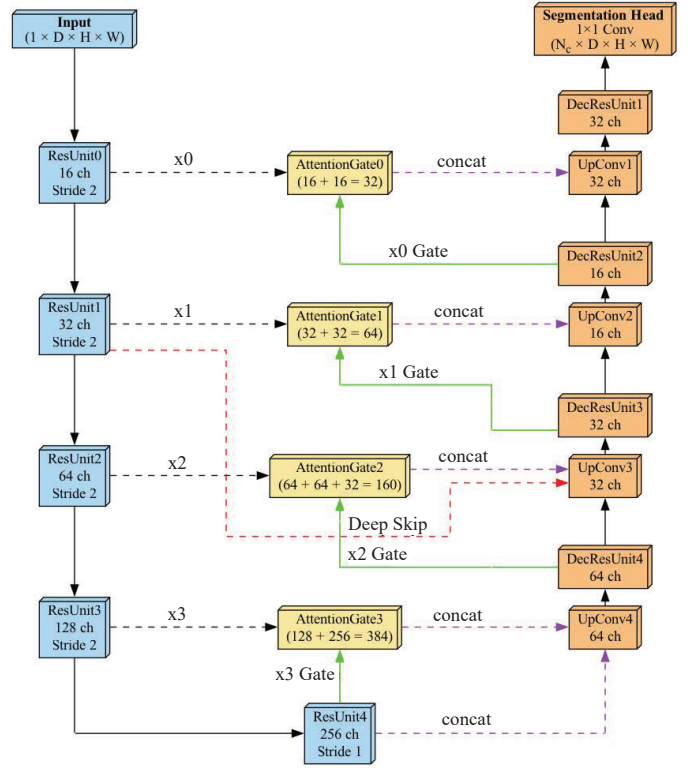 Input
(1 × D × H × W)
Segmentation Head
1×1 Conv
(N_c × D × H × W)
DecResUnit1
32 ch
ResUnit0
16 ch
Stride 2
x0
AttentionGate0
(16 + 16 = 32)
concat
UpConv1
32 ch
x0 Gate
DecResUnit2
16 ch
ResUnit1
32 ch
Stride 2
x1
AttentionGate1
(32 + 32 = 64)
concat
UpConv2
16 ch
x1 Gate
DecResUnit3
32 ch
ResUnit2
64 ch
Stride 2
x2
AttentionGate2
(64 + 64 + 32 = 160)
concat
UpConv3
32 ch
Deep Skip
x2 Gate
DecResUnit4
64 ch
ResUnit3
128 ch
Stride 2
x3
AttentionGate3
(128 + 256 = 384)
concat
UpConv4
64 ch
x3 Gate
ResUnit4
256 ch
Stride 1
concat